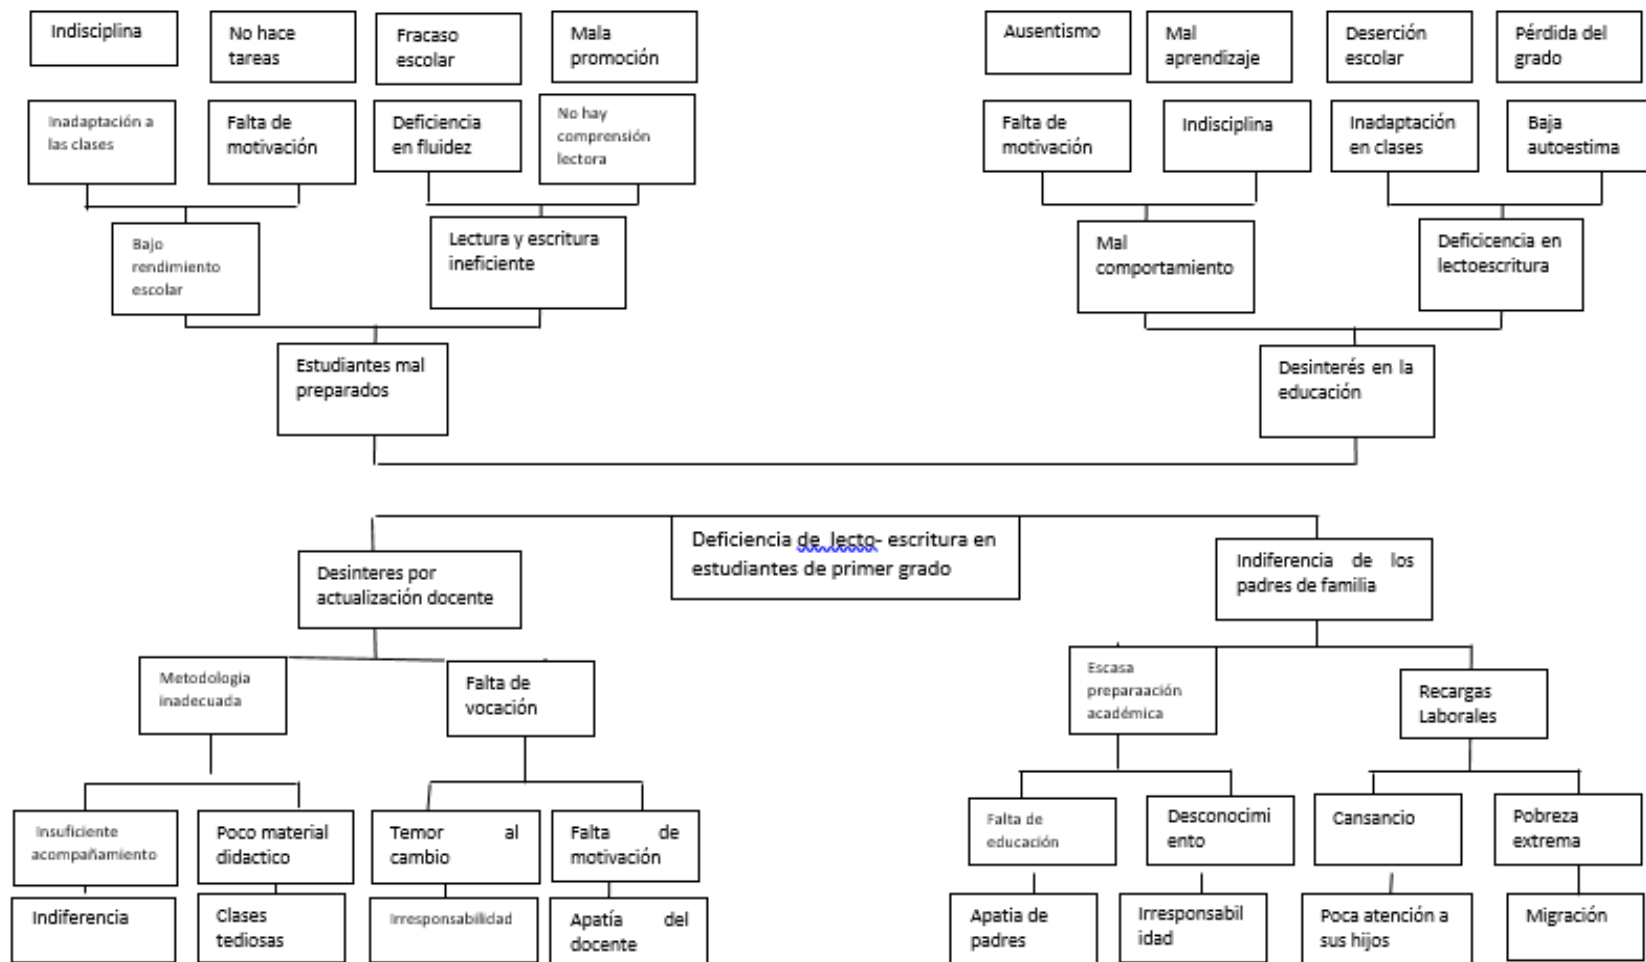 Indisciplina
No hace
tareas
Fracaso
escolar
Mala
promoción
Ausentismo
Mal
aprendizaje
Deserción
escolar
Pérdida del
grado
Inadaptación a
las clases
Falta de
motivación
Deficiencia
en fluidez
No hay
comprensión
lectora
Falta de
motivación
Indisciplina
Inadaptación
en clases
Baja
autoestima
Bajo
rendimiento
escolar
Lectura y escritura
ineficiente
Mal
comportamiento
Deficicencia en
lectoescritura
Estudiantes mal
preparados
Desinterés en la
educación
Deficiencia de lecto- escritura en
estudiantes de primer grado
Desinteres por
actualización docente
Indiferencia de los
padres de familia
Metodologia
inadecuada
Falta de
vocación
Escasa
preparaación
académica
Recargas
Laborales
Insuficiente
acompañamiento
Poco material
didactico
Temor al
cambio
Falta de
motivación
Falta de
educación
Desconocimi
ento
Cansancio
Pobreza
extrema
Indiferencia
Clases
tediosas
Irresponsabilidad
Apatía del
docente
Apatia de
padres
Irresponsabil
idad
Poca atención a
sus hijos
Migración